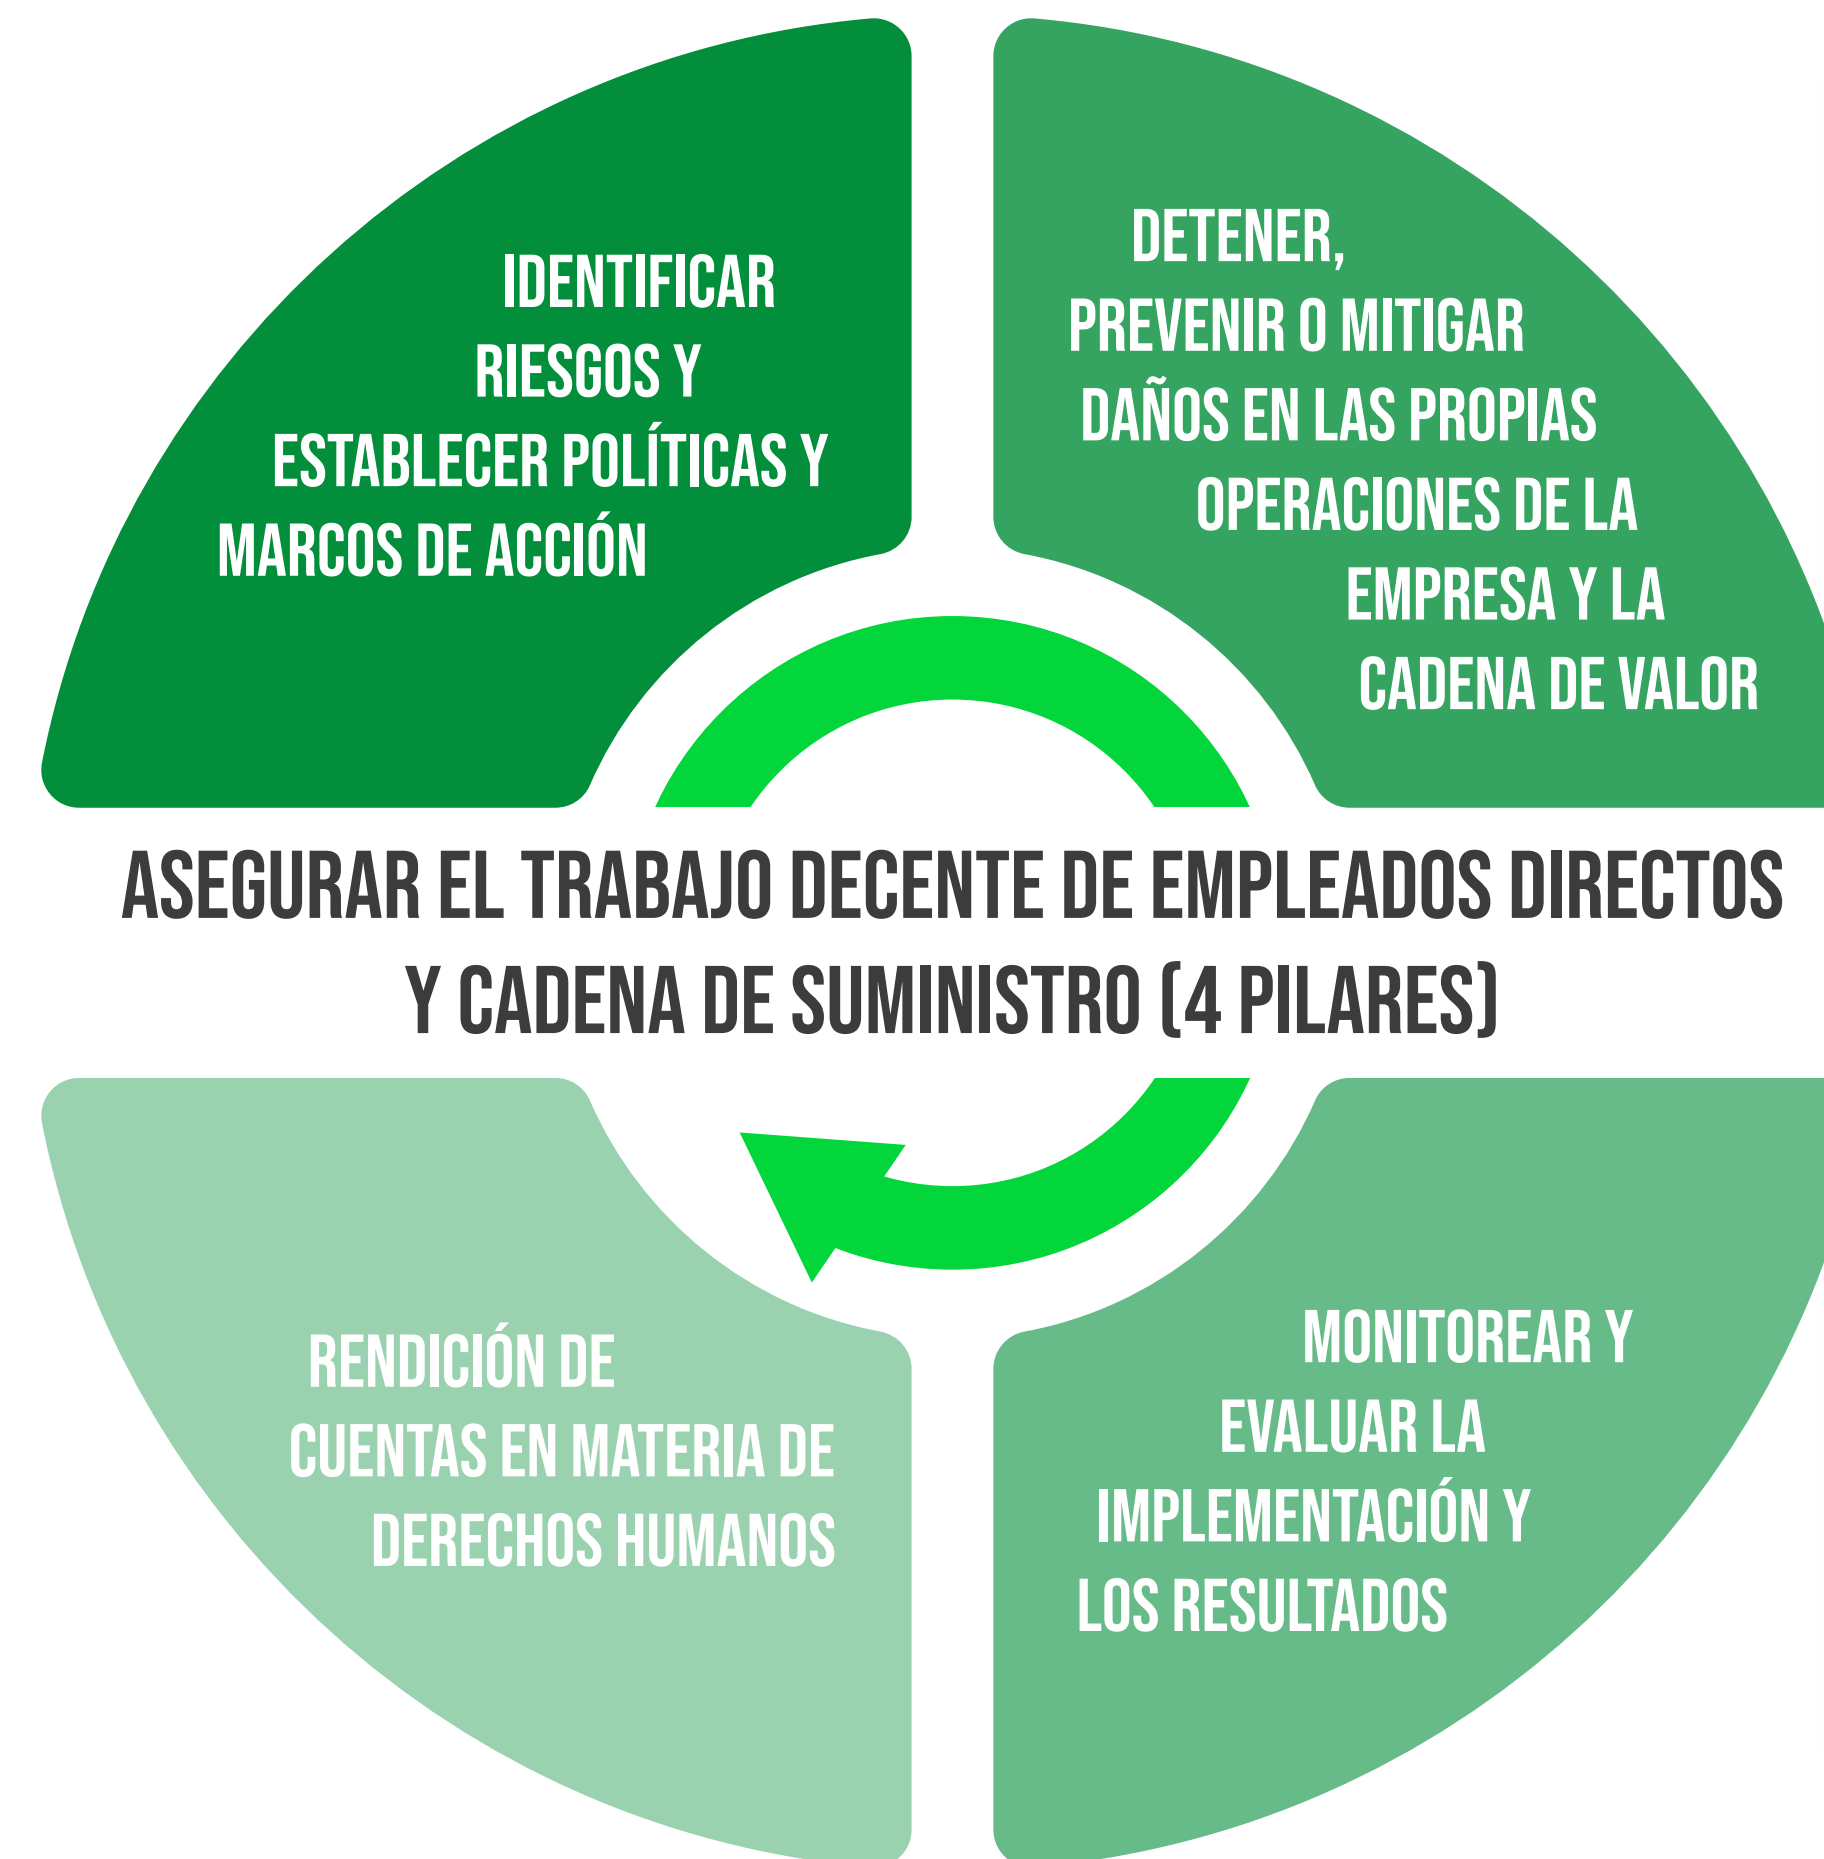 IDENTIFICAR
RIESGOS Y
ESTABLECER POLÍTICAS Y
MARCOS DE ACCIÓN
DETENER,
PREVENIR O MITIGAR
DAÑOS EN LAS PROPIAS
OPERACIONES DE LA
EMPRESA Y LA
CADENA DE VALOR
ASEGURAR EL TRABAJO DECENTE DE EMPLEADOS DIRECTOS
Y CADENA DE SUMINISTRO (4 PILARES)
RENDICIÓN DE
CUENTAS EN MATERIA DE
DERECHOS HUMANOS
MONITOREAR Y
EVALUAR LA
IMPLEMENTACIÓN Y
LOS RESULTADOS